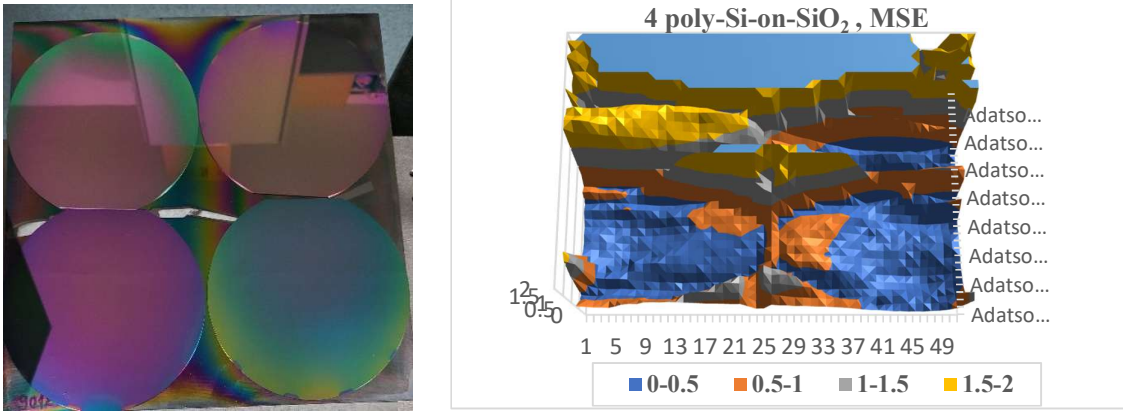 4 poly-Si-on-SiO₂ , MSE
Adatso...
Adatso...
Adatso...
Adatso...
Adatso...
Adatso...
Adatso...
Adatso...
2
1.5
1
0.5
0
1 5 9 13 17 21 25 29 33 37 41 45 49
0-0.5 0.5-1 1-1.5 1.5-2